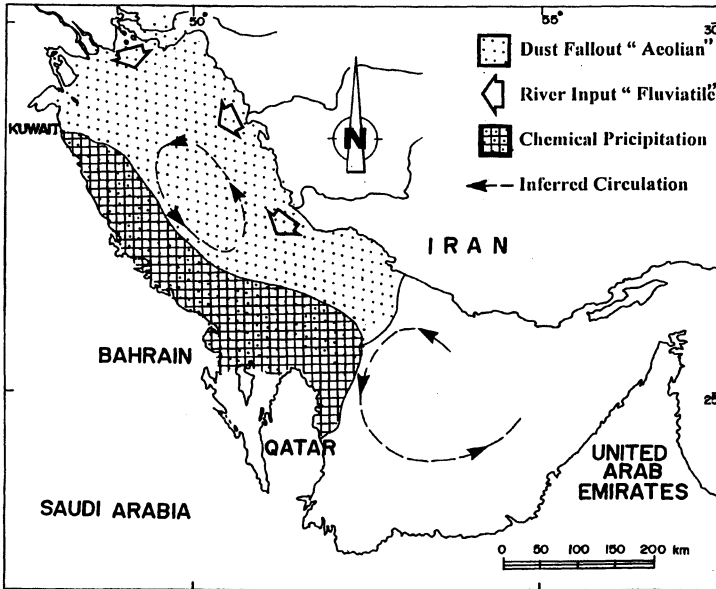 50°
55°
30
Dust Fallout “ Aeolian”
River Input “ Fluviatile”
KUWAIT
N
Chemical Pricipitation
Inferred Circulation
IRAN
BAHRAIN
25
QATAR
UNITED
ARAB
EMIRATES
SAUDI ARABIA
0 50 100 150 200 km